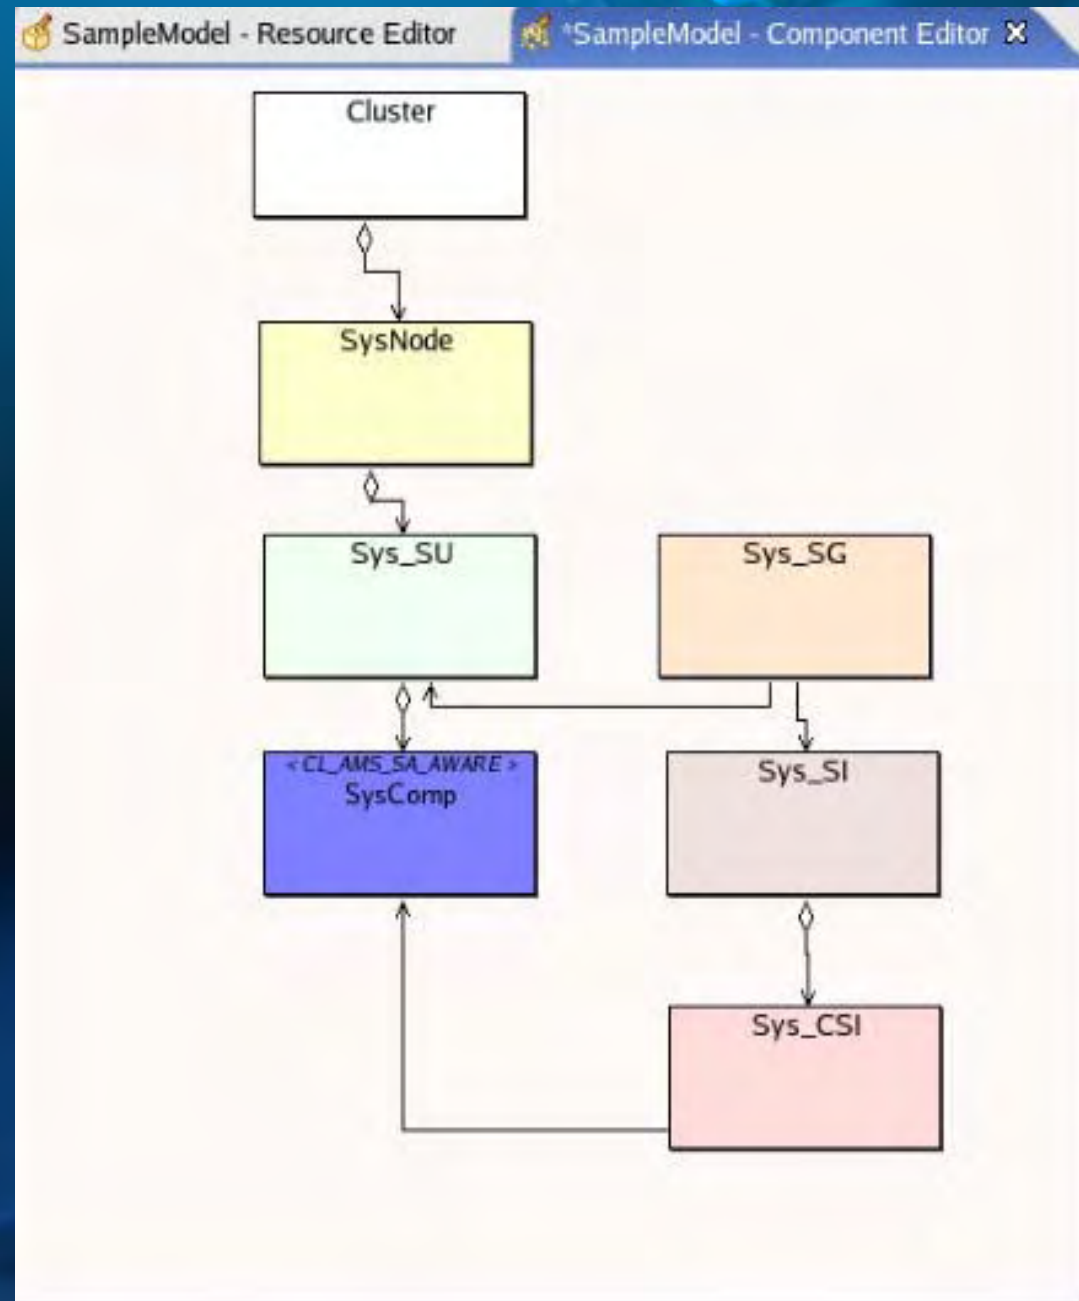 SampleModel - Resource Editor
*SampleModel - Component Editor
Cluster
SysNode
Sys_SU
Sys_SG
<CL_AMS_SA_AWARE>
SysComp
Sys_SI
Sys_CSI